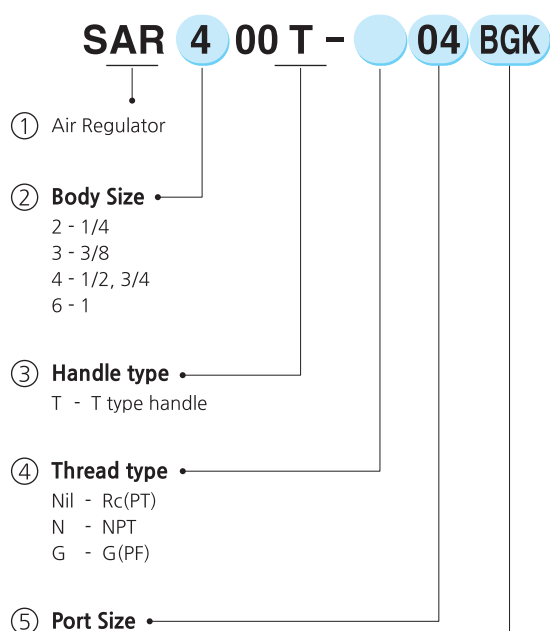 SAR 4 00 T - 04 BGK
① Air Regulator
② Body Size
2 - 1/4
3 - 3/8
4 - 1/2, 3/4
6 - 1
③ Handle type
T - T type handle
④ Thread type
Nil - Rc(PT)
N - NPT
G - G(PF)
⑤ Port Size